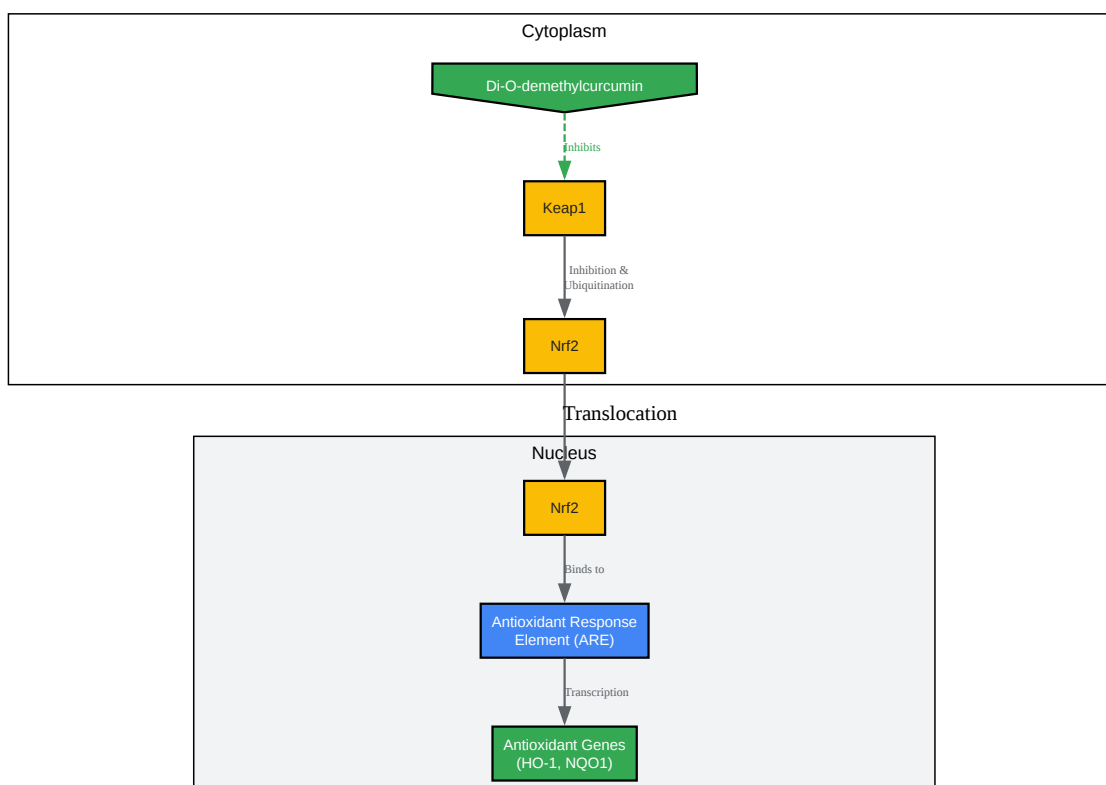 Cytoplasm
Di-O-demethylcurcumin
Inhibits
Keap1
Inhibition &
Ubiquitination
Nrf2
Translocation
Nucleus
Nrf2
Binds to
Antioxidant Response
Element (ARE)
Transcription
Antioxidant Genes
(HO-1, NQO1)